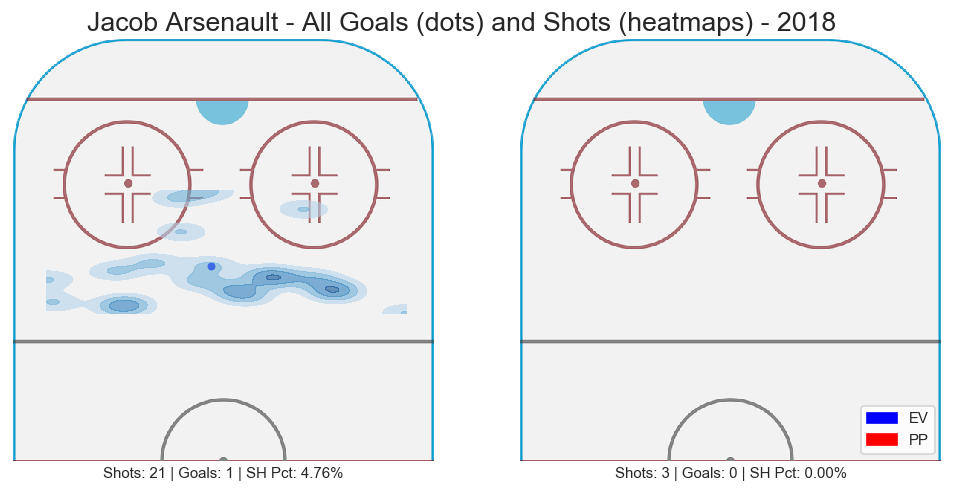 Jacob Arsenault - All Goals (dots) and Shots (heatmaps) - 2018
EV
PP
Shots: 21 | Goals: 1 | SH Pct: 4.76%
Shots: 3 | Goals: 0 | SH Pct: 0.00%